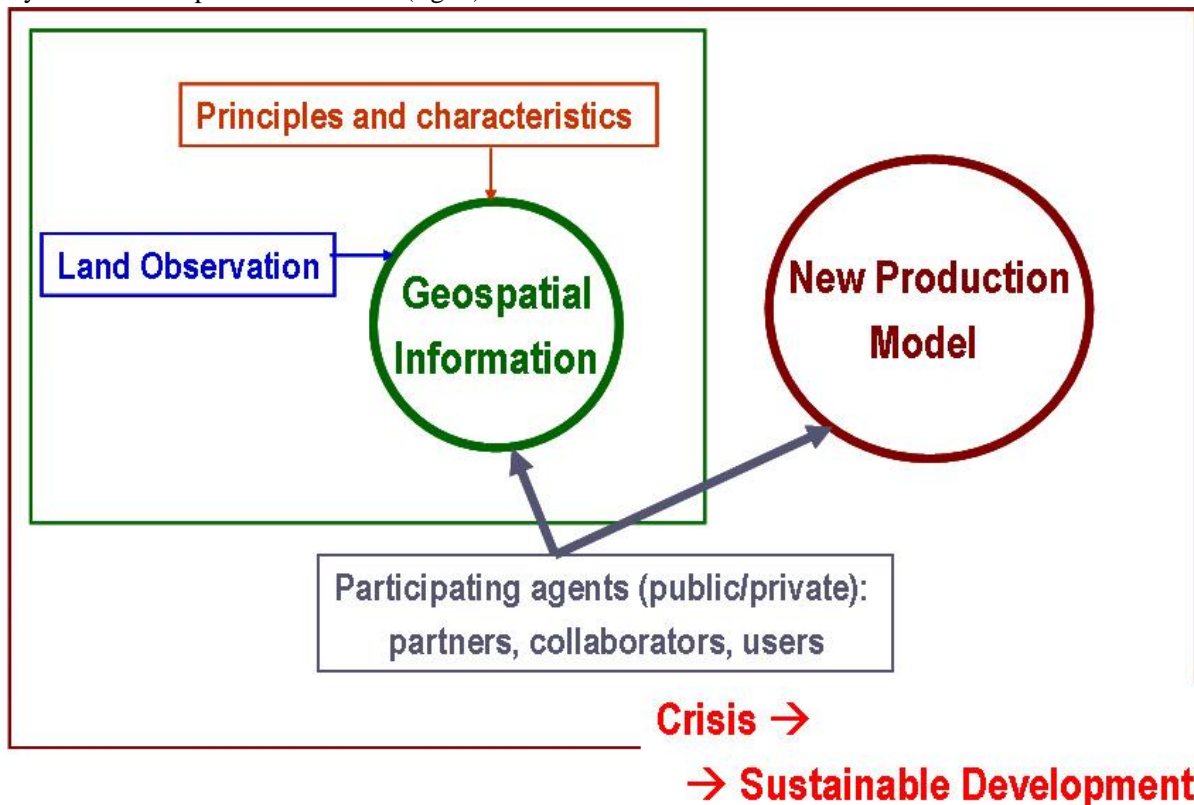 Principles and characteristics
Land Observation
Geospatial
Information
New Production
Model
Participating agents (public/private):
partners, collaborators, users
Crisis →
→ Sustainable Development